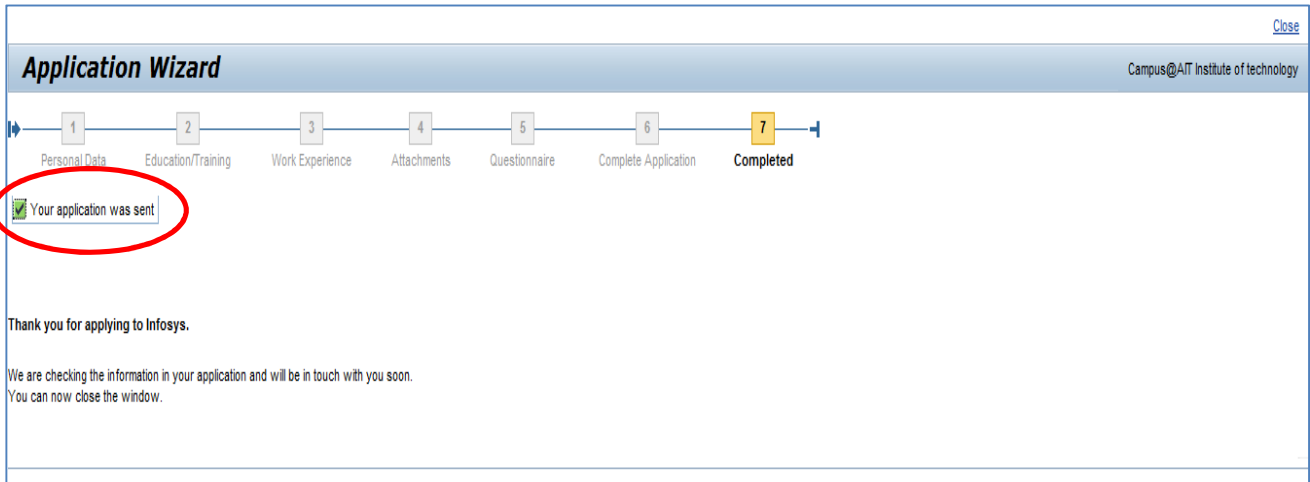 Close
Application Wizard
Campus@AIT Institute of technology
1 2 3 4 5 6 7
Personal Data Education/Training Work Experience Attachments Questionnaire Complete Application Completed
Your application was sent
Thank you for applying to Infosys.
We are checking the information in your application and will be in touch with you soon.
You can now close the window.